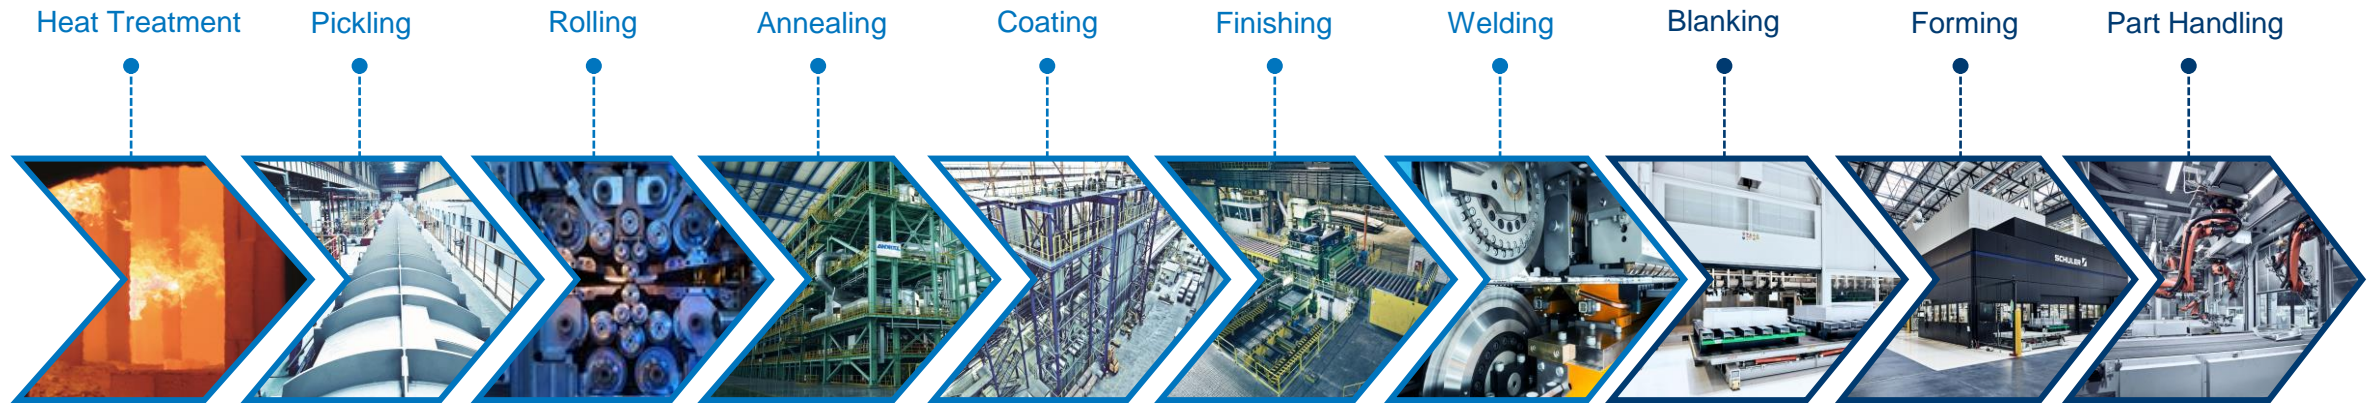 Heat Treatment
Pickling
Rolling
Annealing
Coating
Finishing
Welding
Blanking
Forming
Part Handling
SCHULER